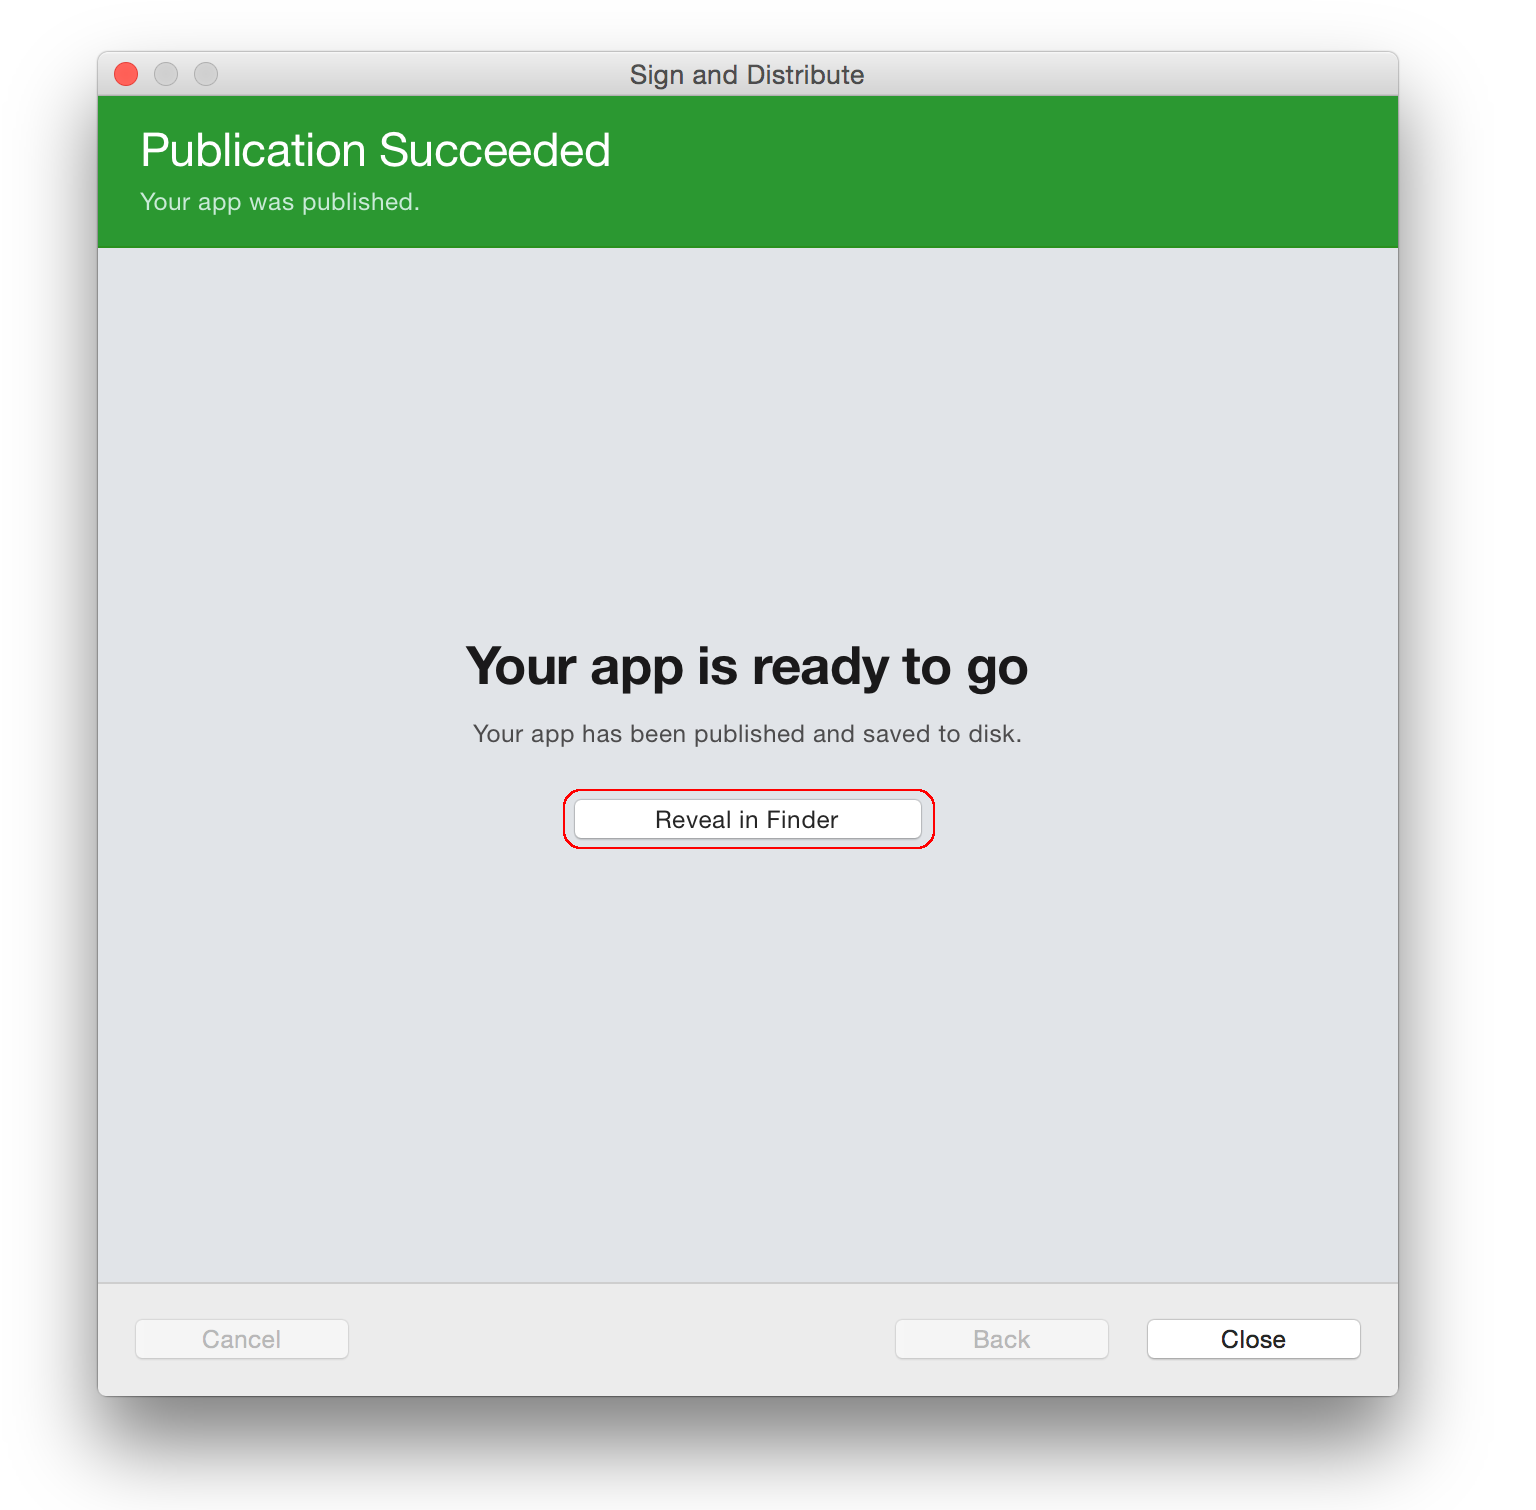 Sign and Distribute
Publication Succeeded
Your app was published.
Your app is ready to go
Your app has been published and saved to disk.
Reveal in Finder
Cancel
Back
Close